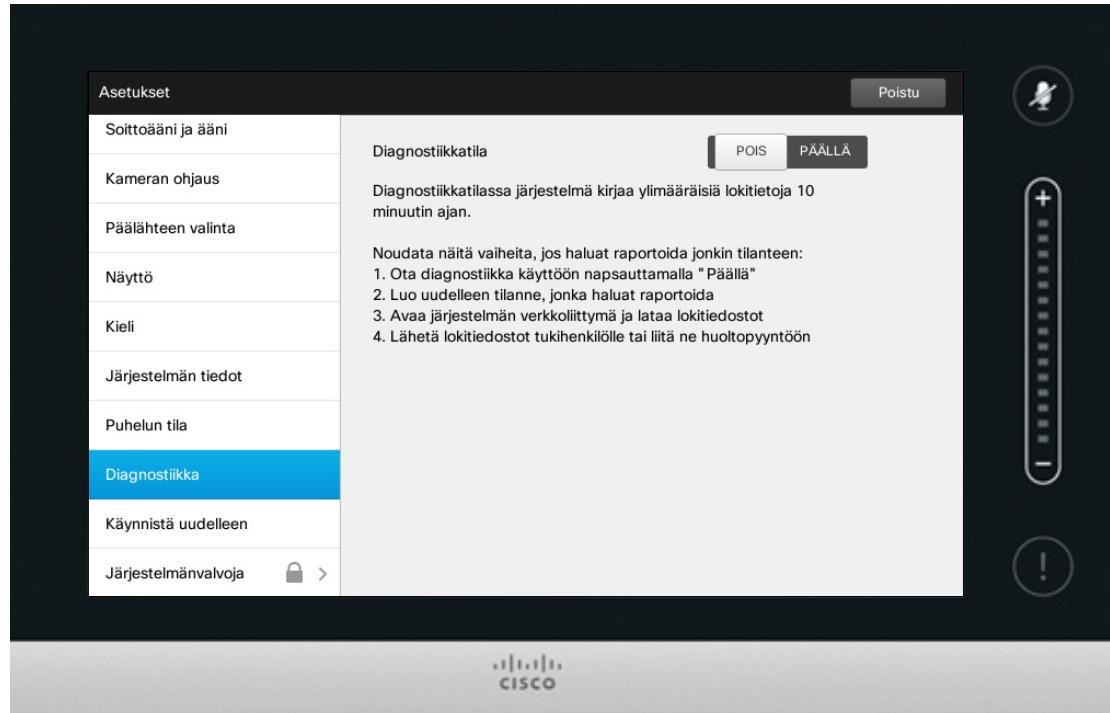 Asetukset
Poistu
Soittoääni ja ääni
Kameran ohjaus
Päälähteen valinta
Näyttö
Kieli
Järjestelmän tiedot
Puhelun tila
Diagnostiikka
Käynnistä uudelleen
Järjestelmänvalvoja
Diagnostiikkatila
POIS PÄÄLLÄ
Diagnostiikkatilassa järjestelmä kirjaa ylimääräisiä lokitietoja 10
minuutin ajan.
Noudata näitä vaiheita, jos haluat raportoida jonkin tilanteen:
1. Ota diagnostiikka käyttöön napsauttamalla "Päällä"
2. Luo uudelleen tilanne, jonka haluat raportoida
3. Avaa järjestelmän verkkoliittymä ja lataa lokitiedostot
4. Lähetä lokitiedostot tukihenkilölle tai liitä ne huoltopyyntöön
+
−
!
CISCO